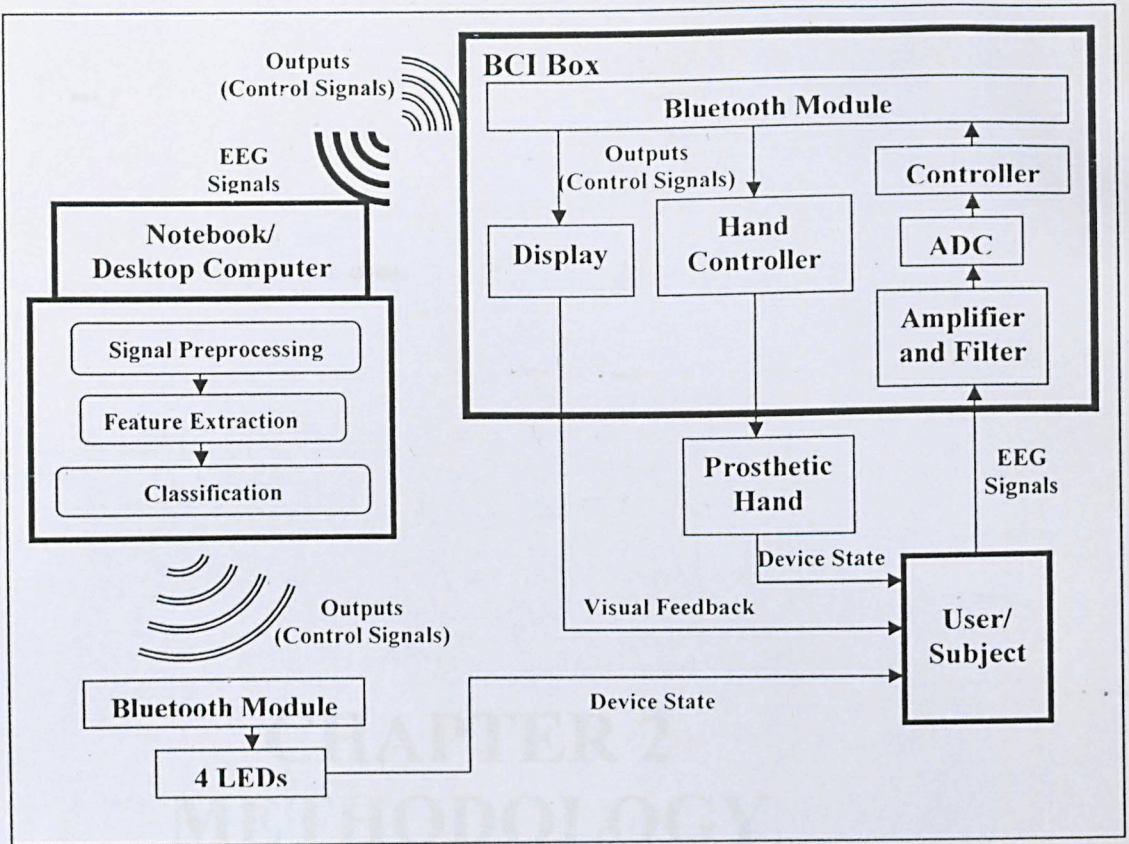 Outputs
(Control Signals)
BCI Box
Bluetooth Module
EEG
Signals
Outputs
(Control Signals)
Controller
Notebook/
Desktop Computer
Display
Hand
Controller
ADC
Amplifier
and Filter
Signal Preprocessing
Feature Extraction
Classification
Prosthetic
Hand
EEG
Signals
Device State
Visual Feedback
User/
Subject
Outputs
(Control Signals)
Bluetooth Module
Device State
4 LEDs
CHAPTER 2
METHODOLOGY